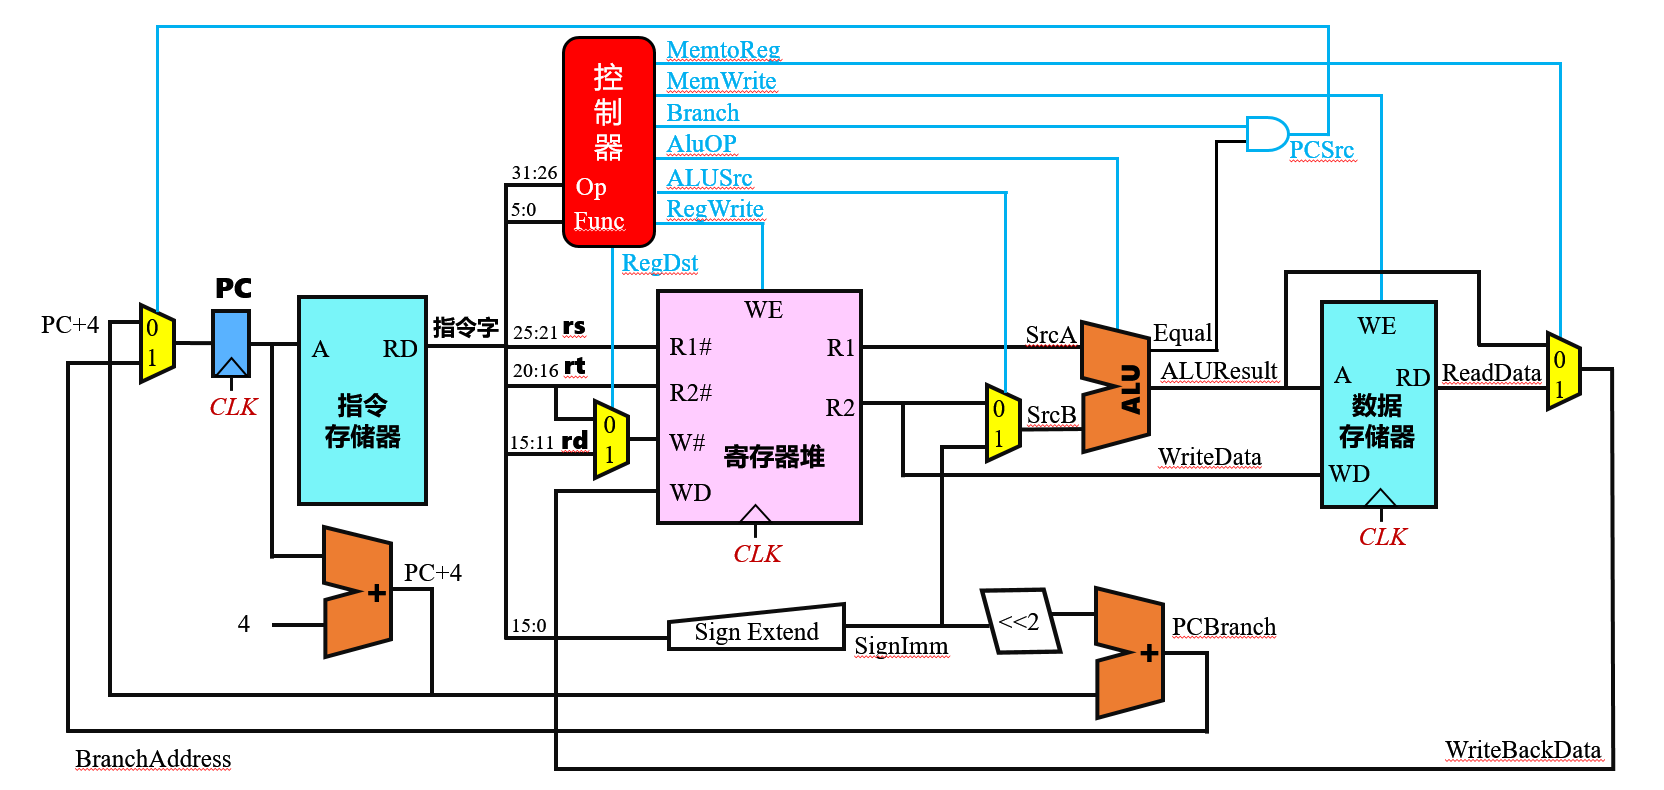 MemtoReg
控
制
器
MemWrite
Branch
AluOP
PCSrc
31:26
Op
ALUSrc
5:0
Func
RegWrite
RegDst
PC
PC+4
0
1
CLK
A
RD
指令
存储器
指令字
25:21 rs
20:16 rt
15:11 rd
0
1
WE
R1#
R1
R2#
R2
W#
寄存器堆
WD
CLK
SrcA
0
1
SrcB
ALU
Equal
ALUResult
WriteData
WE
A
RD
数据
存储器
WD
CLK
ReadData
0
1
PC+4
+
4
15:0
Sign Extend
SignImm
<<2
+
PCBranch
BranchAddress
WriteBackData